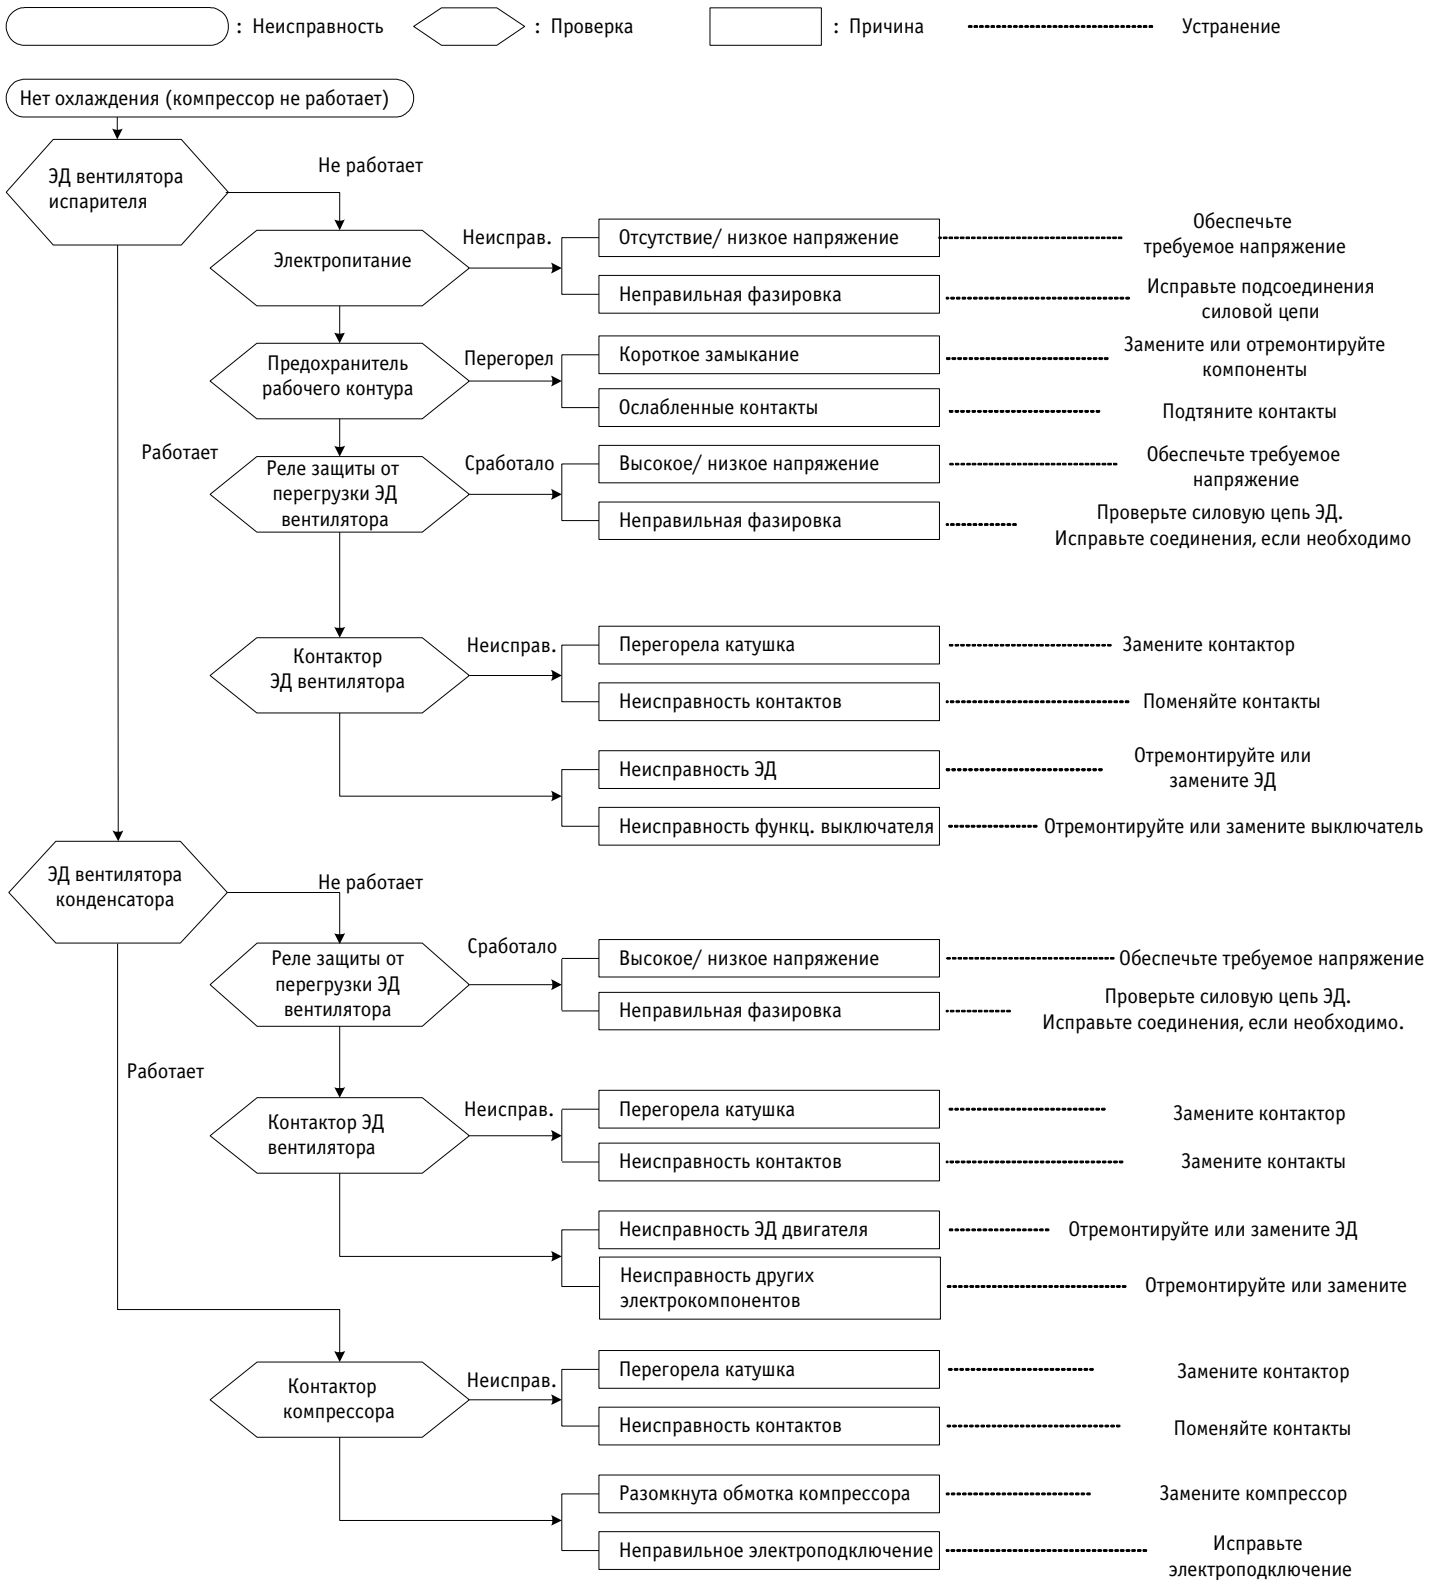 : Неисправность
: Проверка
: Причина
Устранение
Нет охлаждения (компрессор не работает)
ЭД вентилятора
испарителя
Не работает
Электропитание
Неисправ.
Отсутствие/ низкое напряжение
Обеспечьте
требуемое напряжение
Неправильная фазировка
Исправьте подсоединения
силовой цепи
Предохранитель
рабочего контура
Перегорел
Короткое замыкание
Замените или отремонтируйте
компоненты
Ослабленные контакты
Подтяните контакты
Работает
Реле защиты от
перегрузки ЭД
вентилятора
Сработало
Высокое/ низкое напряжение
Обеспечьте требуемое
напряжение
Неправильная фазировка
Проверьте силовую цепь ЭД.
Исправьте соединения, если необходимо
Контактор
ЭД вентилятора
Неисправ.
Перегорела катушка
Замените контактор
Неисправность контактов
Поменяйте контакты
Неисправность ЭД
Отремонтируйте или
замените ЭД
Неисправность функц. выключателя
Отремонтируйте или замените выключатель
ЭД вентилятора
конденсатора
Не работает
Реле защиты от
перегрузки ЭД
вентилятора
Сработало
Высокое/ низкое напряжение
Обеспечьте требуемое напряжение
Неправильная фазировка
Проверьте силовую цепь ЭД.
Исправьте соединения, если необходимо.
Работает
Контактор ЭД
вентилятора
Неисправ.
Перегорела катушка
Замените контактор
Неисправность контактов
Замените контакты
Неисправность ЭД двигателя
Отремонтируйте или замените ЭД
Неисправность других
электрокомпонентов
Отремонтируйте или замените
Контактор
компрессора
Неисправ.
Перегорела катушка
Замените контактор
Неисправность контактов
Поменяйте контакты
Разомкнута обмотка компрессора
Замените компрессор
Неправильное электроподключение
Исправьте
электроподключение